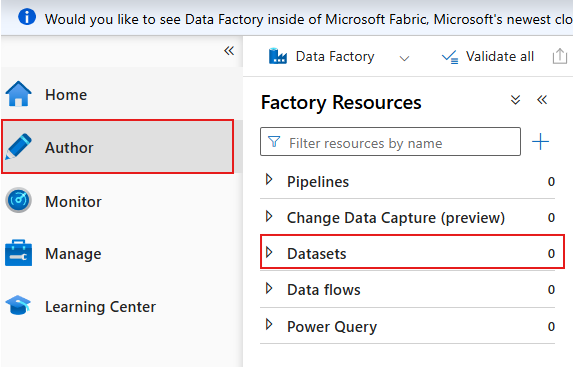 Would you like to see Data Factory inside of Microsoft Fabric, Microsoft's newest clo
Data Factory
Validate all
Home
Author
Monitor
Manage
Learning Center
Factory Resources
Filter resources by name
Pipelines 0
Change Data Capture (preview) 0
Datasets 0
Data flows 0
Power Query 0